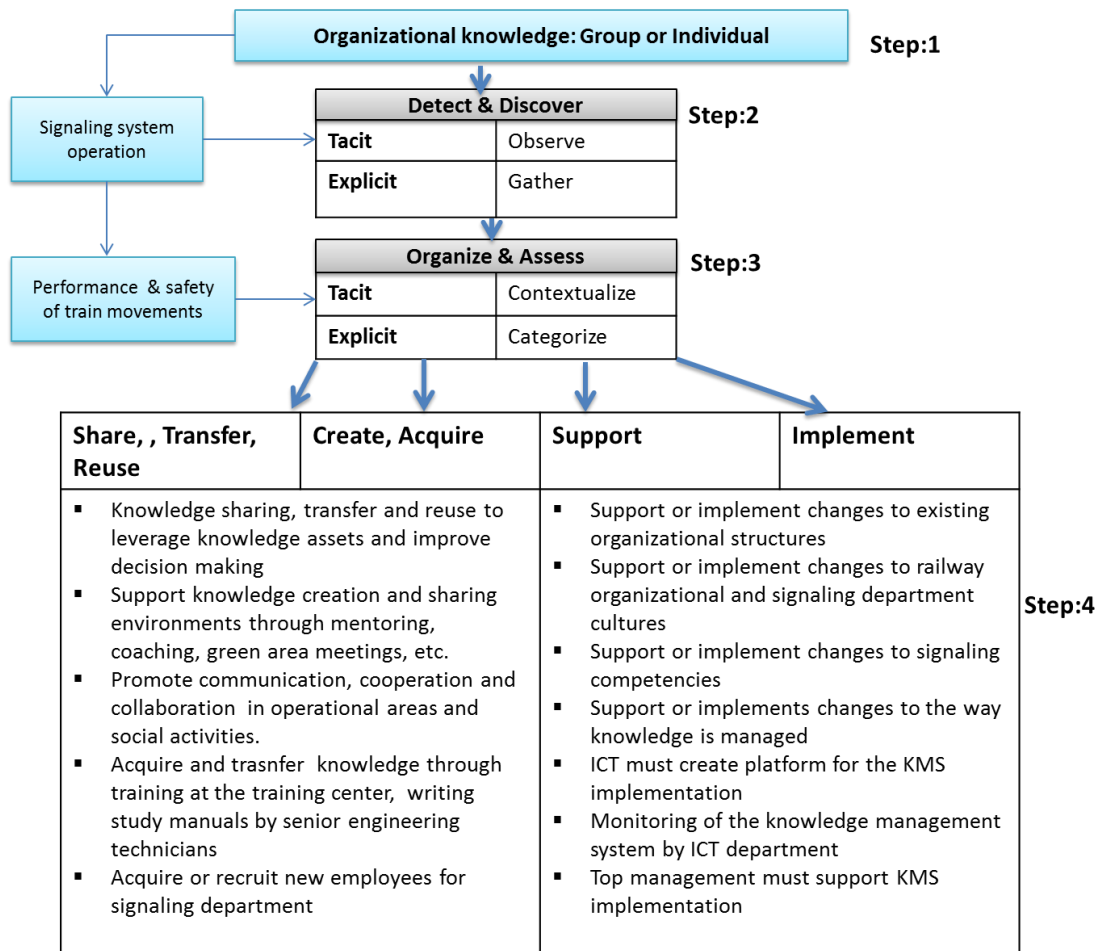 Organizational knowledge: Group or Individual
Step:1
Signaling system
operation
Detect & Discover
Step:2
Tacit
Observe
Explicit
Gather
Performance & safety
of train movements
Organize & Assess
Step:3
Tacit
Contextualize
Explicit
Categorize
Share, , Transfer,
Reuse
Create, Acquire
Support
Implement
▪ Knowledge sharing, transfer and reuse to
leverage knowledge assets and improve
decision making
▪ Support knowledge creation and sharing
environments through mentoring,
coaching, green area meetings, etc.
▪ Promote communication, cooperation and
collaboration in operational areas and
social activities.
▪ Acquire and trasnfer knowledge through
training at the training center, writing
study manuals by senior engineering
technicians
▪ Acquire or recruit new employees for
signaling department
▪ Support or implement changes to existing
organizational structures
▪ Support or implement changes to railway
organizational and signaling department
cultures
▪ Support or implement changes to signaling
competencies
▪ Support or implements changes to the way
knowledge is managed
▪ ICT must create platform for the KMS
implementation
▪ Monitoring of the knowledge management
system by ICT department
▪ Top management must support KMS
implementation
Step:4